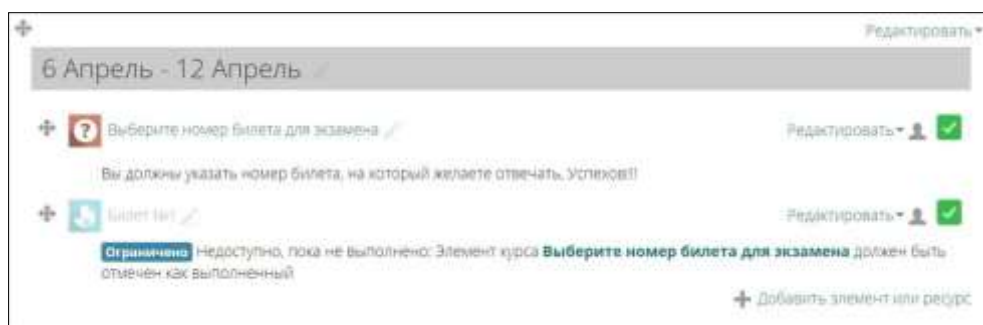 Редактировать
6 Апрель - 12 Апрель
Выберите номер билета для экзамена
Редактировать
Вы должны указать номер билета, на который желаете отвечать. Успехов!!!
Билет №1
Редактировать
Ограничено Недоступно, пока не выполнено: Элемент курса Выберите номер билета для экзамена должен быть
отмечен как выполненный
Добавить элемент или ресурс